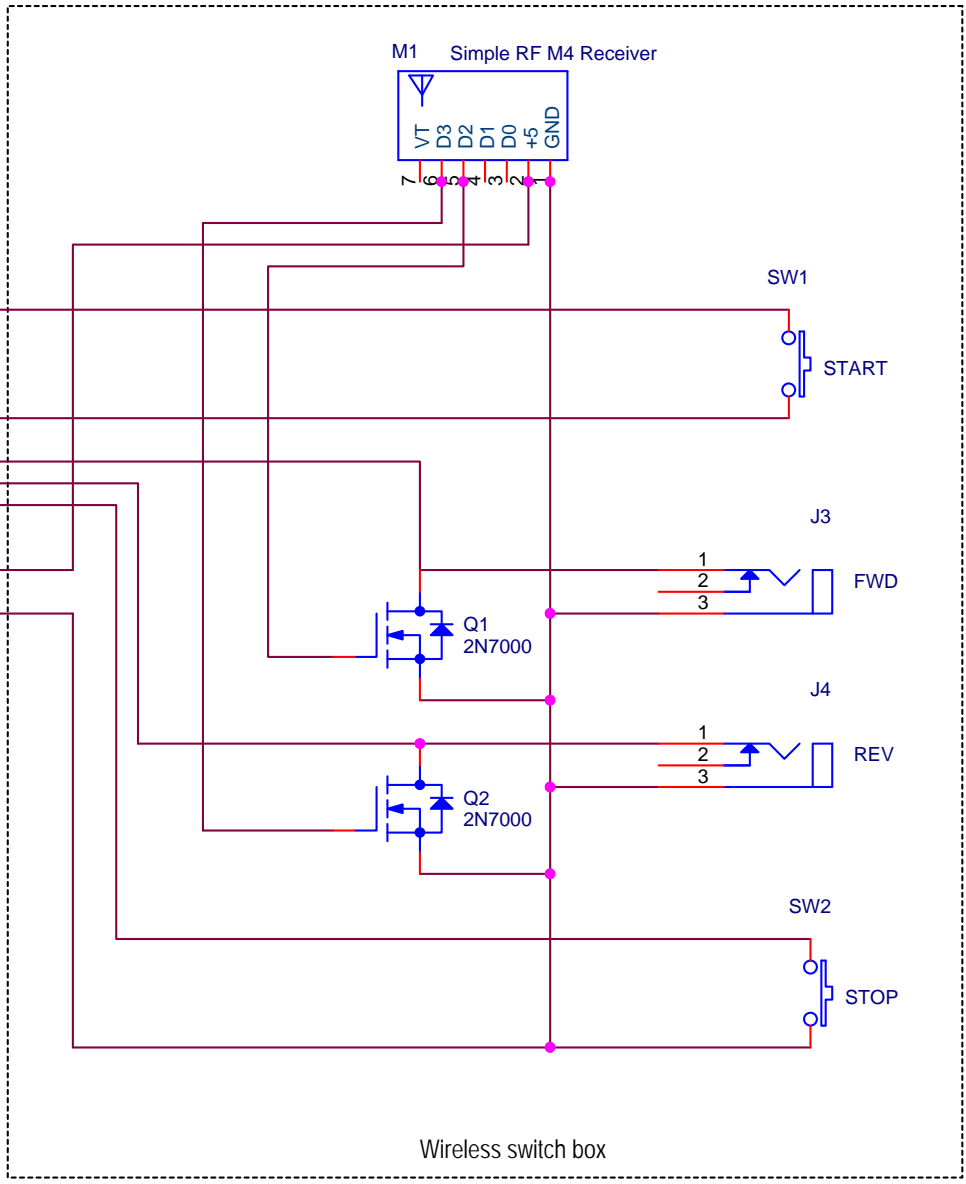 M1 Simple RF M4 Receiver
VT D3 D2 D1 D0 +5 GND
7 6 5 4 3 2 1
SW1
START
J3
1
2
3
FWD
Q1
2N7000
J4
1
2
3
REV
Q2
2N7000
SW2
STOP
Wireless switch box